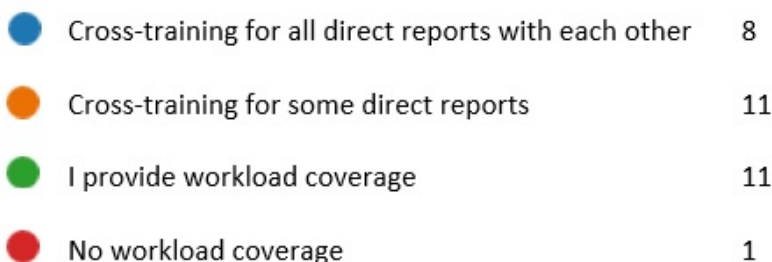 Cross-training for all direct reports with each other 8
Cross-training for some direct reports 11
I provide workload coverage 11
No workload coverage 1